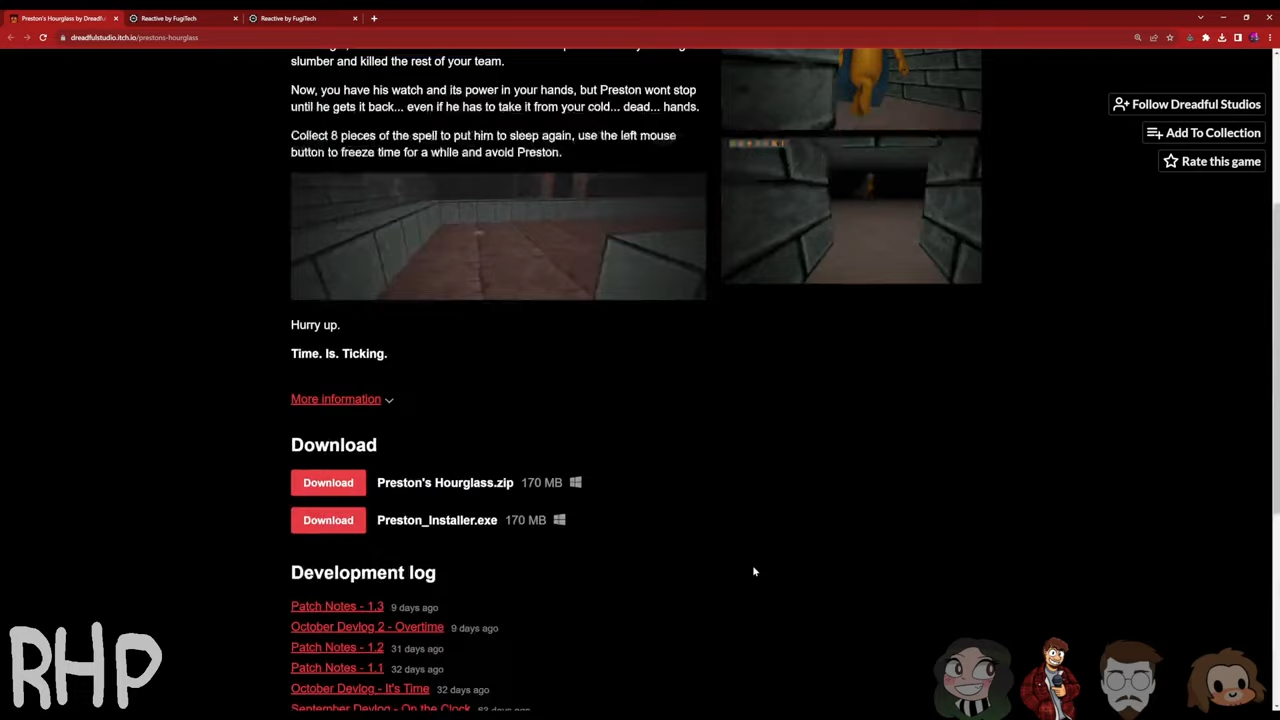 Preston's Hourglass by Dreadfu
Reactive by FugiTech
Reactive by FugiTech
dreadfulstudio.itch.io/prestons-hourglass
slumber and killed the rest of your team.
Now, you have his watch and its power in your hands, but Preston wont stop
until he gets it back... even if he has to take it from your cold... dead... hands.
Collect 8 pieces of the spell to put him to sleep again, use the left mouse
button to freeze time for a while and avoid Preston.
Follow Dreadful Studios
Add To Collection
Rate this game
Hurry up.
Time. Is. Ticking.
More information
Download
Download Preston's Hourglass.zip 170 MB
Download Preston_Installer.exe 170 MB
Development log
Patch Notes - 1.3 9 days ago
October Devlog 2 - Overtime 9 days ago
Patch Notes - 1.2 31 days ago
Patch Notes - 1.1 32 days ago
October Devlog - It's Time 32 days ago
September Devlog - On the Clock 63 days ago
RHP